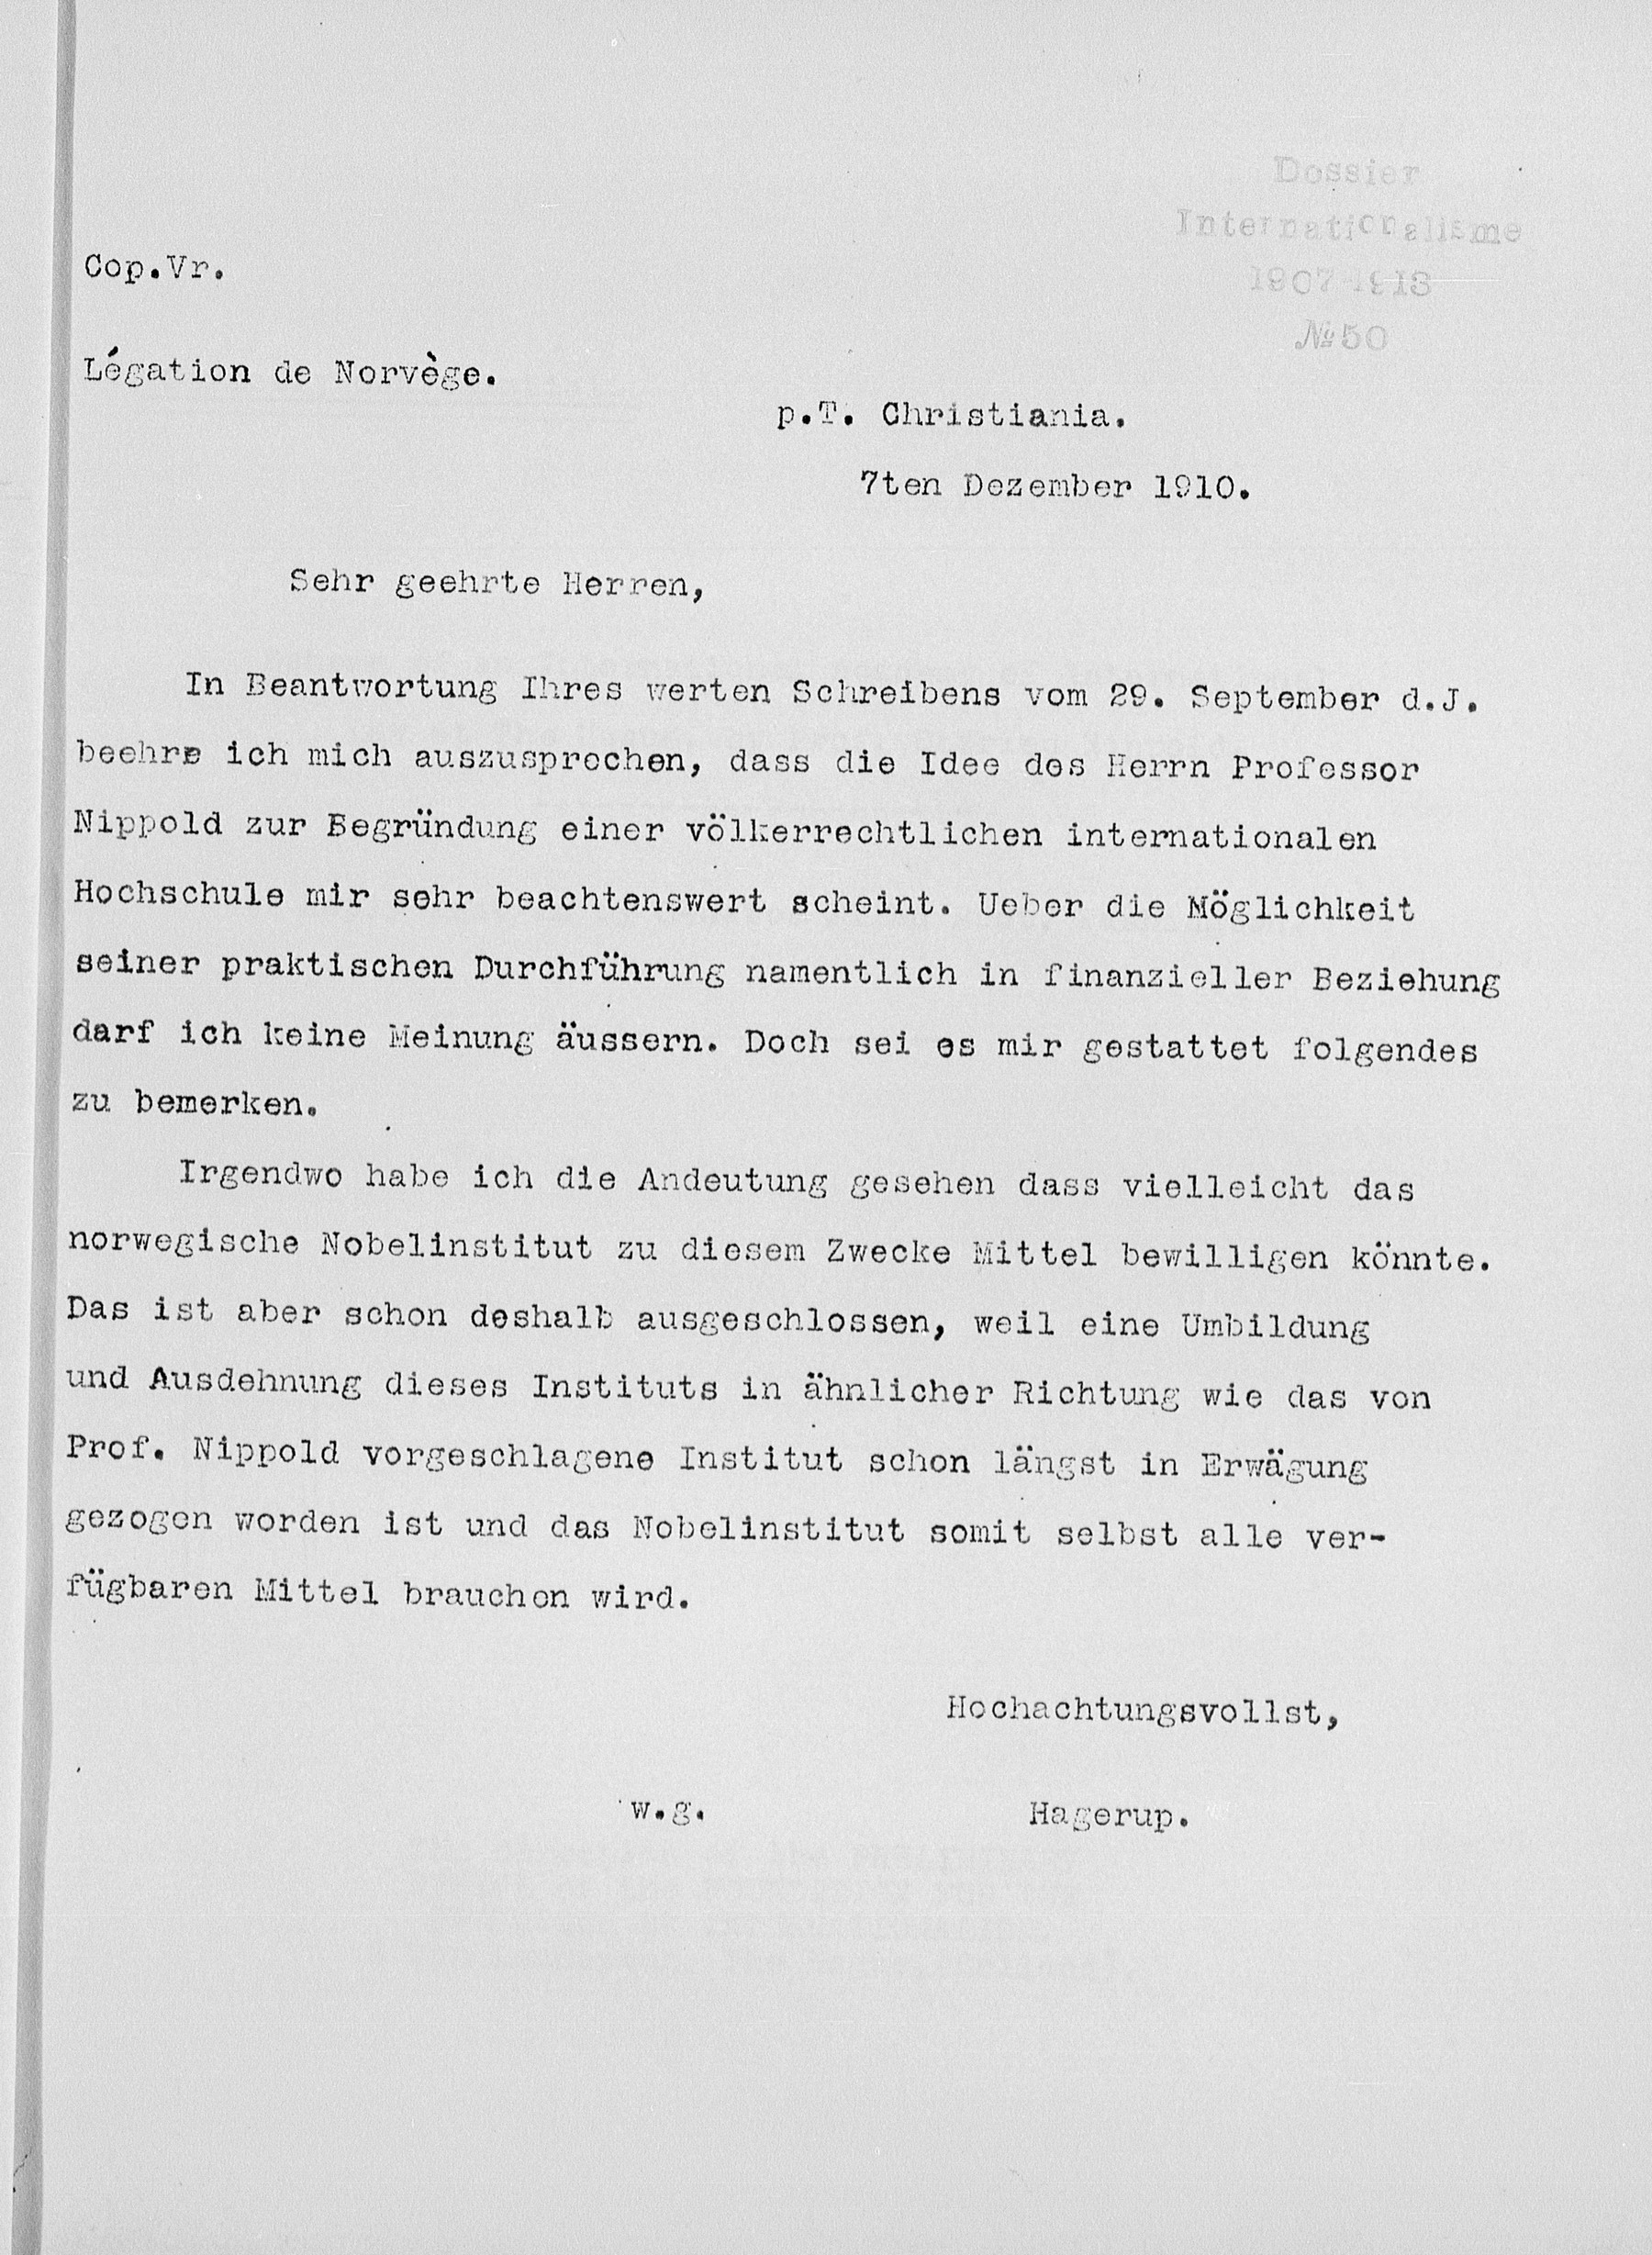 Dossier
Internationalisme
1907-1913
№ 50
Cop.Vr.
Légation de Norvège.
p.T. Christiania.
7ten Dezember 1910.
Sehr geehrte Herren,
In Beantwortung Ihres werten Schreibens vom 29. September d.J.
beehre ich mich auszusprechen, dass die Idee des Herrn Professor
Nippold zur Begründung einer völkerrechtlichen internationalen
Hochschule mir sehr beachtenswert scheint. Ueber die Möglichkeit
seiner praktischen Durchführung namentlich in finanzieller Beziehung
darf ich keine Meinung äussern. Doch sei es mir gestattet folgendes
zu bemerken.
Irgendwo habe ich die Andeutung gesehen dass vielleicht das
norwegische Nobelinstitut zu diesem Zwecke Mittel bewilligen könnte.
Das ist aber schon deshalb ausgeschlossen, weil eine Umbildung
und Ausdehnung dieses Instituts in ähnlicher Richtung wie das von
Prof. Nippold vorgeschlagene Institut schon längst in Erwägung
gezogen worden ist und das Nobelinstitut somit selbst alle ver-
fügbaren Mittel brauchen wird.
Hochachtungsvollst,
w.g. Hagerup.